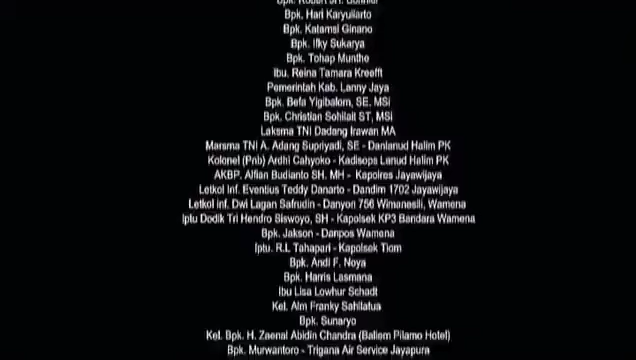 Bpk. Hari Karyuliarto
Bpk. Katamsi Ginano
Bpk. Ifky Sukarya
Bpk. Tohap Munthe
Ibu. Reina Tamara Kreefft
Pemerintah Kab. Lanny Jaya
Bpk. Befa Yigibalom, SE, MSi
Bpk. Christian Sohilait ST, MSi
Laksma TNI Dadang Irawan MA
Marsma TNI A. Adang Supriyadi, SE - Danlanud Halim PK
Kolonel (Pnb) Ardhi Cahyoko - Kadisops Lanud Halim PK
AKBP. Alfian Budianto SH. MH - Kapolres Jayawijaya
Letkol Inf. Eventius Teddy Danarto - Dandim 1702 Jayawijaya
Letkol inf. Dwi Lagan Safrudin - Danyon 756 Wimanesili, Wamena
Iptu Dodik Tri Hendro Siswoyo, SH - Kapolsek KP3 Bandara Wamena
Bpk. Jakson - Danpos Wamena
Iptu. R.L Tahapari - Kapolsek Tiom
Bpk. Andi F. Noya
Bpk. Harris Lasmana
Ibu Lisa Lowhur Schadt
Kel. Alm Franky Sahilatua
Bpk. Sunaryo
Kel. Bpk. H. Zaenal Abidin Chandra (Baliem Pilamo Hotel)
Bpk. Murwantoro - Trigana Air Service Jayapura